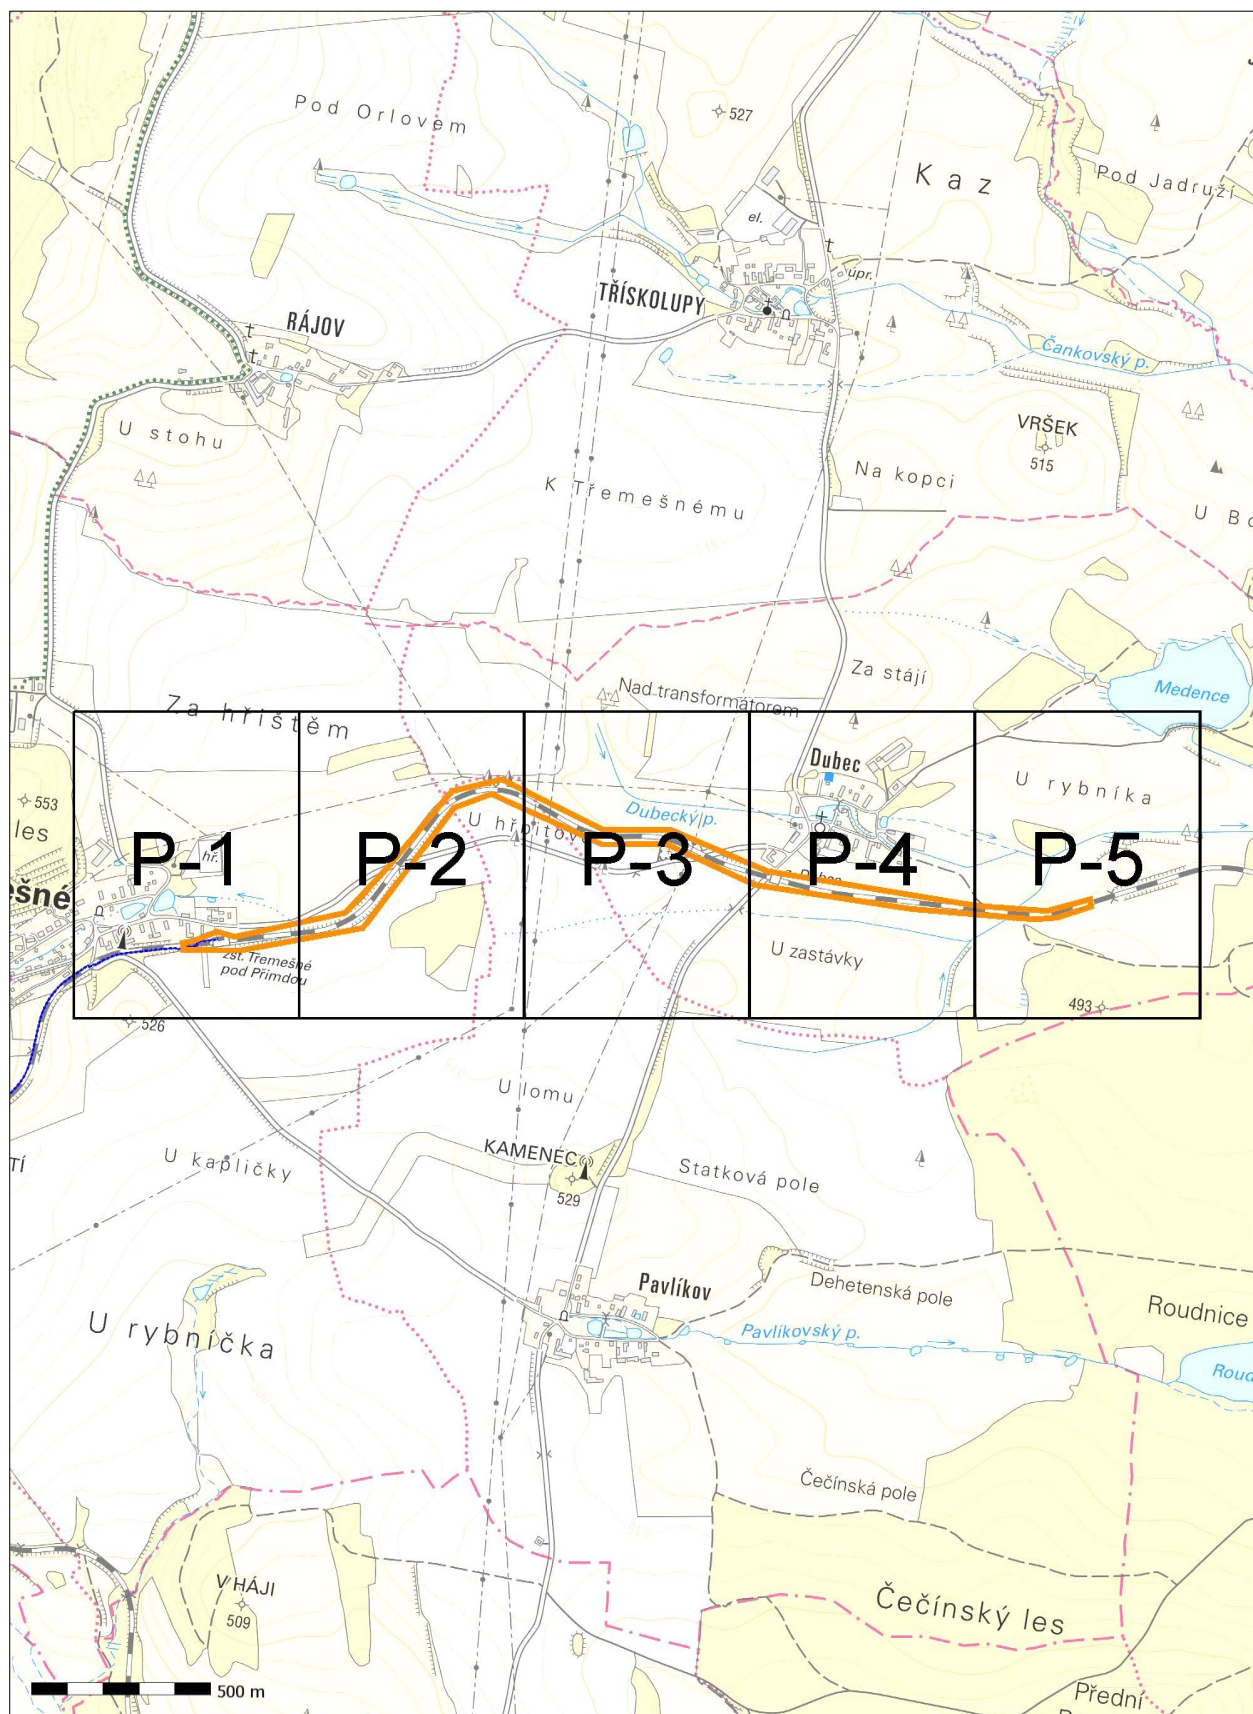 Pod Orlovem
527
Kaz
Pod Jadruží
el.
úpr.
TŘÍSKOLUPY
RÁJOV
Čankovský p.
U stohu
VRŠEK
515
Na kopci
K Třemešnému
Za stájí
Nad transformátorem
Medence
Za hřištěm
Dubec
U rybníka
553
les
Dubecký p.
P-1
P-2
P-3
P-4
P-5
hř.
ešné
zst. Třemešné
pod Přimdou
U zastávky
526
493
U lomu
KAMENEC
529
U kapličky
Statková pole
TÍ
Pavlíkov
Dehetenská pole
Roudnice
U rybníčka
Pavlíkovský p.
Roud
Čečínská pole
V HÁJI
509
Čečínský les
500 m
Přední